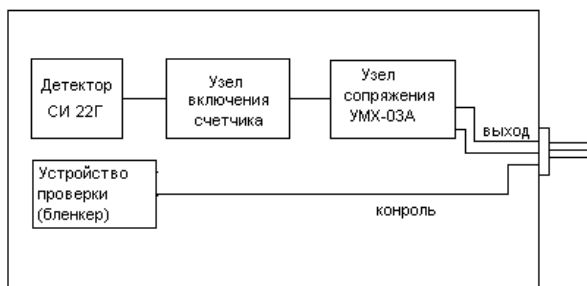 Детектор
СИ 22Г
Узел
включения
счетчика
Узел
сопряжения
УМХ-03А
выход
Устройство
проверки
(бленкер)
конроль